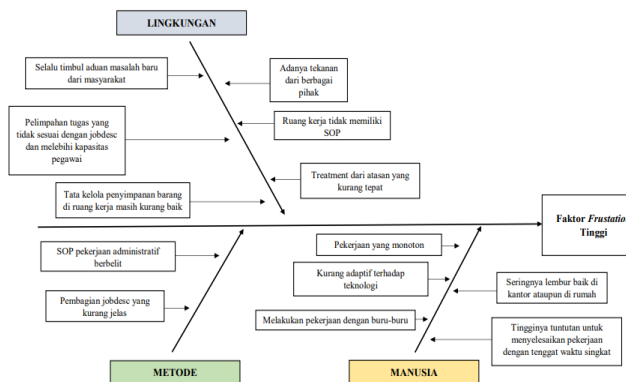 LINGKUNGAN
Selalu timbul aduan masalah baru
dari masyarakat
Adanya tekanan
dari berbagai
pihak
Pelimpahan tugas yang
tidak sesuai dengan jobdesc
dan melebihi kapasitas
pegawai
Ruang kerja tidak memiliki
SOP
Treatment dari atasan yang
kurang tepat
Tata kelola penyimpanan barang
di ruang kerja masih kurang baik
Faktor Frustatio
Tinggi
SOP pekerjaan administratif
berbelit
Pembagian jobdesc yang
kurang jelas
Pekerjaan yang monoton
Kurang adaptif terhadap
teknologi
Seringnya lembur baik di
kantor ataupun di rumah
Melakukan pekerjaan dengan buru-buru
Tingginya tuntutan untuk
menyelesaikan pekerjaan
dengan tenggat waktu singkat
METODE
MANUSIA